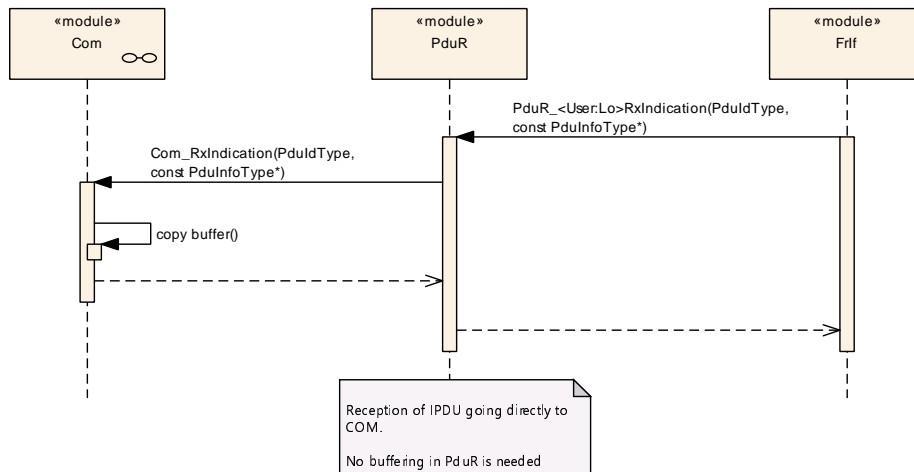 «module»
Com
«module»
PduR
«module»
FrIf
PduR_<User:Lo>RxIndication(PduIdType,
const PduInfoType*)
Com_RxIndication(PduIdType,
const PduInfoType*)
copy buffer()
Reception of IPDU going directly to
COM.
No buffering in PduR is needed